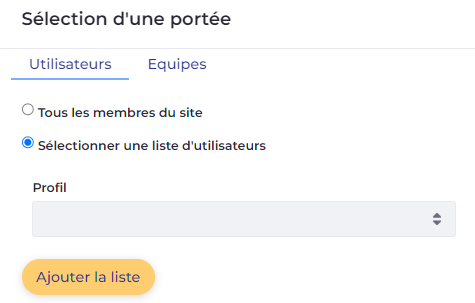 Sélection d'une portée
Utilisateurs Equipes
Tous les membres du site
Sélectionner une liste d'utilisateurs
Profil
Ajouter la liste